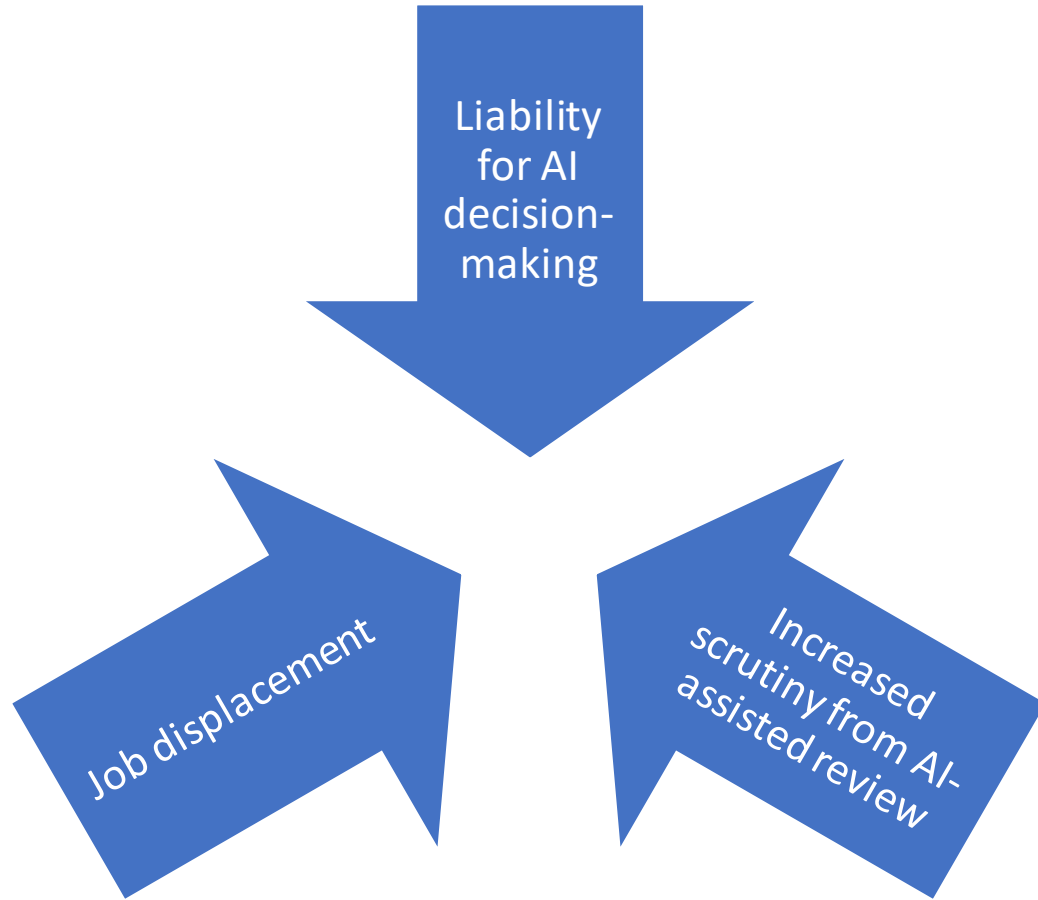 Liability
for AI
decision-
making
Job displacement
Increased
scrutiny from AI-
assisted review